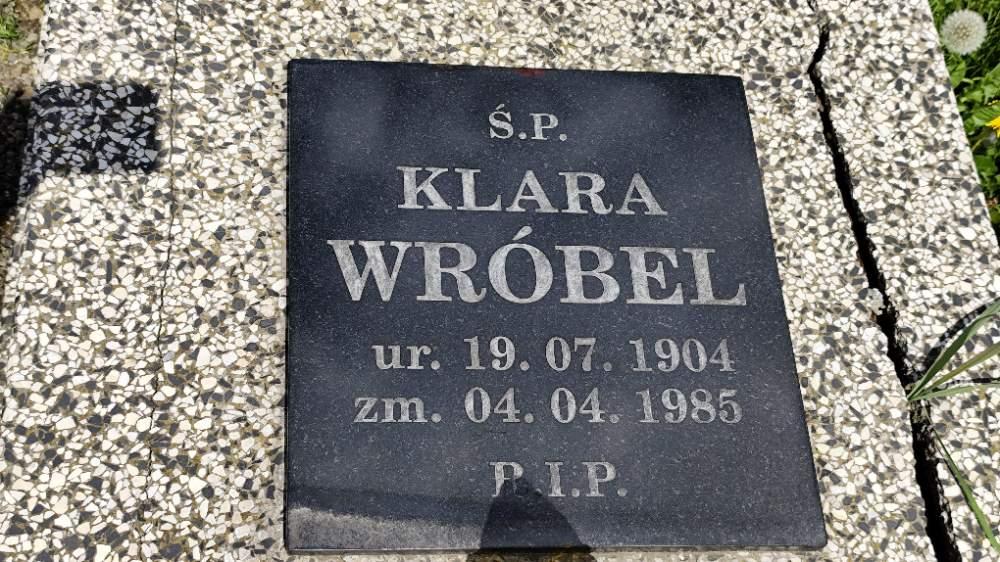 Ś.P.
KLARA
WRÓBEL
ur. 19. 07. 1904
zm. 04. 04. 1985
R.I.P.